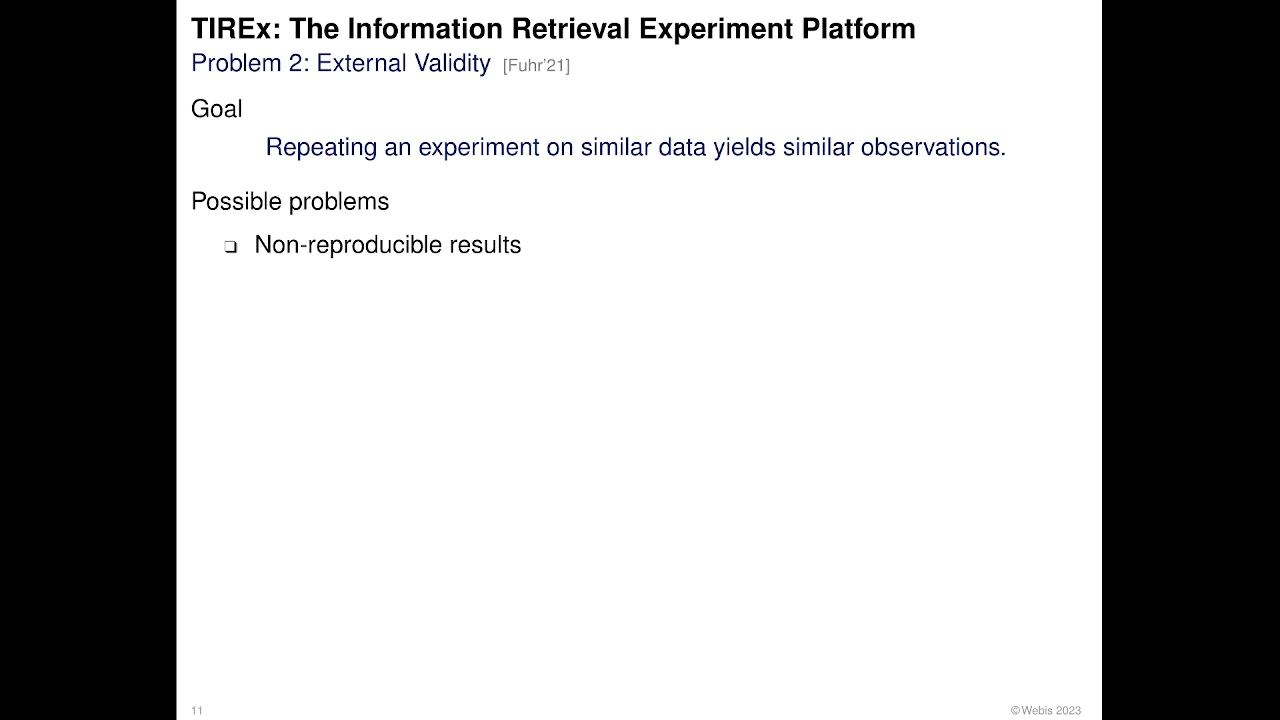 TIREx: The Information Retrieval Experiment Platform
Problem 2: External Validity [Fuhr'21]
Goal
Repeating an experiment on similar data yields similar observations.
Possible problems
❏ Non-reproducible results
11
©Webis 2023